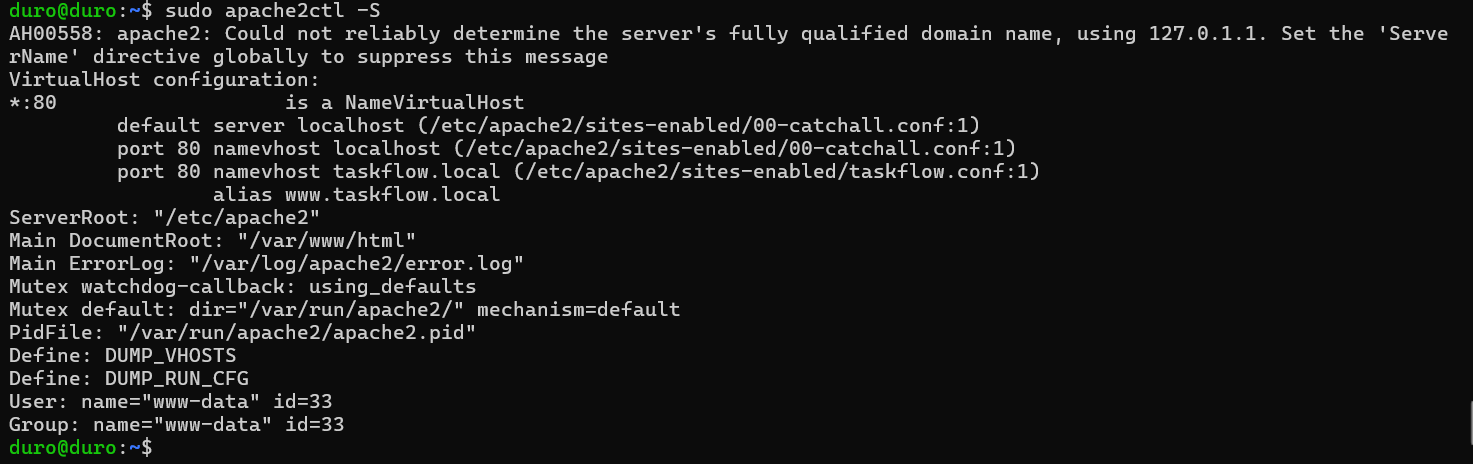 duro@duro:~$ sudo apache2ctl -S
AH00558: apache2: Could not reliably determine the server's fully qualified domain name, using 127.0.1.1. Set the 'Serve
rName' directive globally to suppress this message
VirtualHost configuration:
*:80                   is a NameVirtualHost
         default server localhost (/etc/apache2/sites-enabled/00-catchall.conf:1)
         port 80 namevhost localhost (/etc/apache2/sites-enabled/00-catchall.conf:1)
         port 80 namevhost taskflow.local (/etc/apache2/sites-enabled/taskflow.conf:1)
                 alias www.taskflow.local
ServerRoot: "/etc/apache2"
Main DocumentRoot: "/var/www/html"
Main ErrorLog: "/var/log/apache2/error.log"
Mutex watchdog-callback: using_defaults
Mutex default: dir="/var/run/apache2/" mechanism=default
PidFile: "/var/run/apache2/apache2.pid"
Define: DUMP_VHOSTS
Define: DUMP_RUN_CFG
User: name="www-data" id=33
Group: name="www-data" id=33
duro@duro:~$